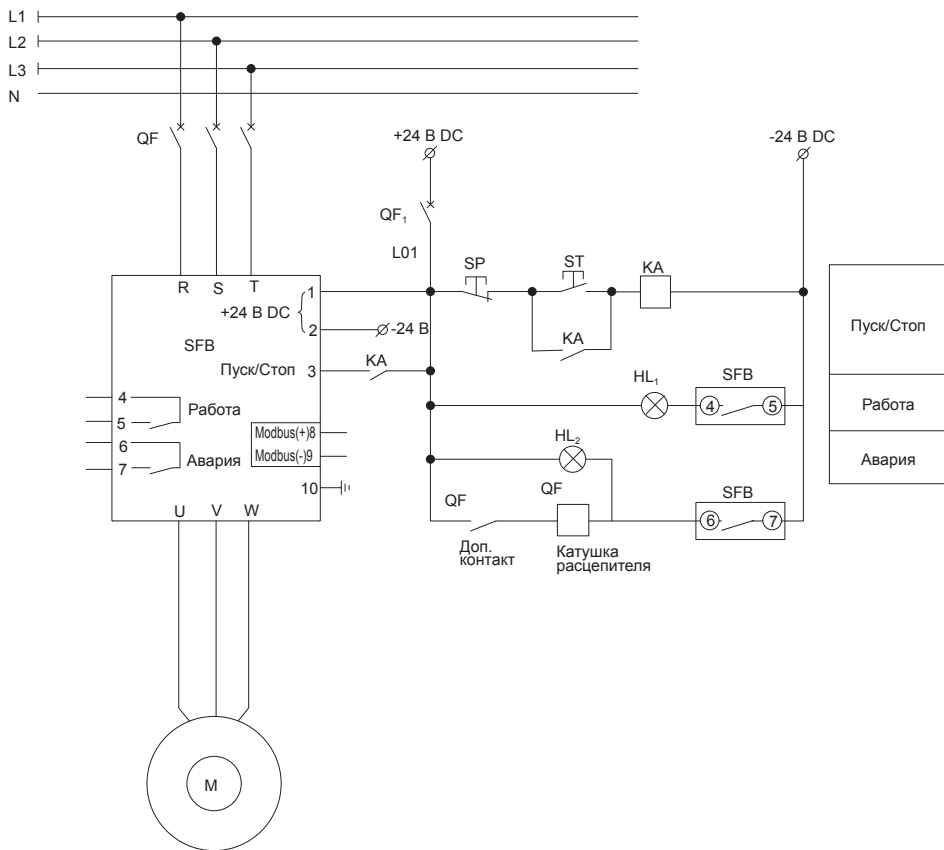 L1
L2
L3
N
QF
+24 В DC
-24 В DC
QF₁
L01
SP
ST
KA
R S T
1
+24 В DC
2
-24 В
KA
SFB
Пуск/Стоп
3
KA
Пуск/Стоп
HL₁
SFB
4
5
Работа
4
Работа
5
6
Авария
7
Modbus(+)8
Modbus(-)9
10
HL₂
Авария
QF
QF
SFB
6
7
Доп.
контакт
Катушка
расцепителя
U V W
M